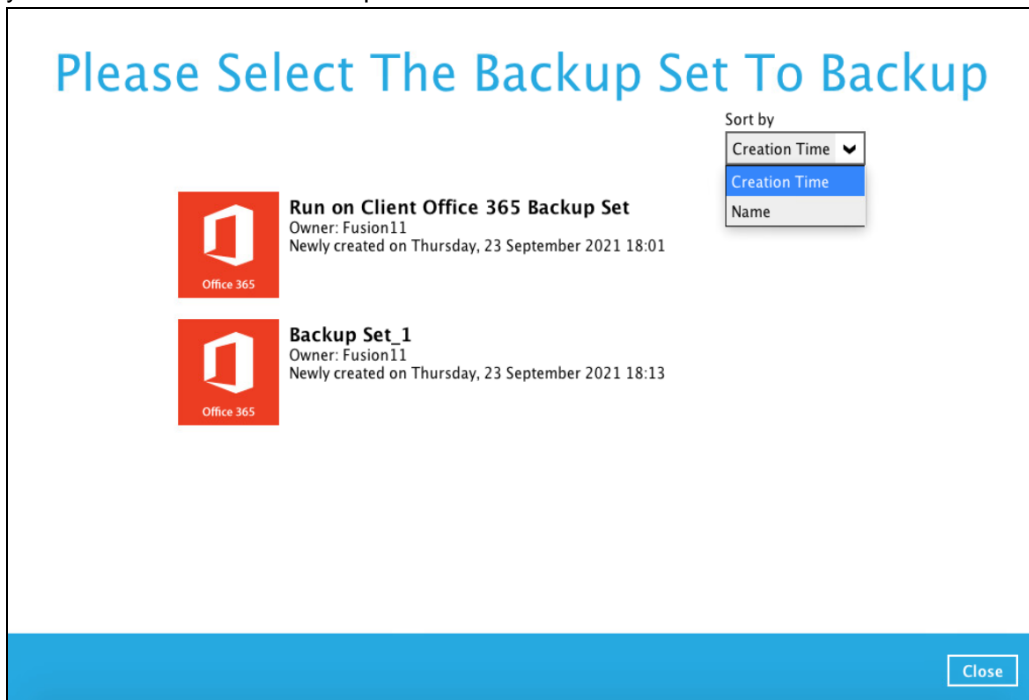 Please Select The Backup Set To Backup
Sort by
Creation Time
Creation Time
Name
Office 365
Run on Client Office 365 Backup Set
Owner: Fusion11
Newly created on Thursday, 23 September 2021 18:01
Office 365
Backup Set_1
Owner: Fusion11
Newly created on Thursday, 23 September 2021 18:13
Close